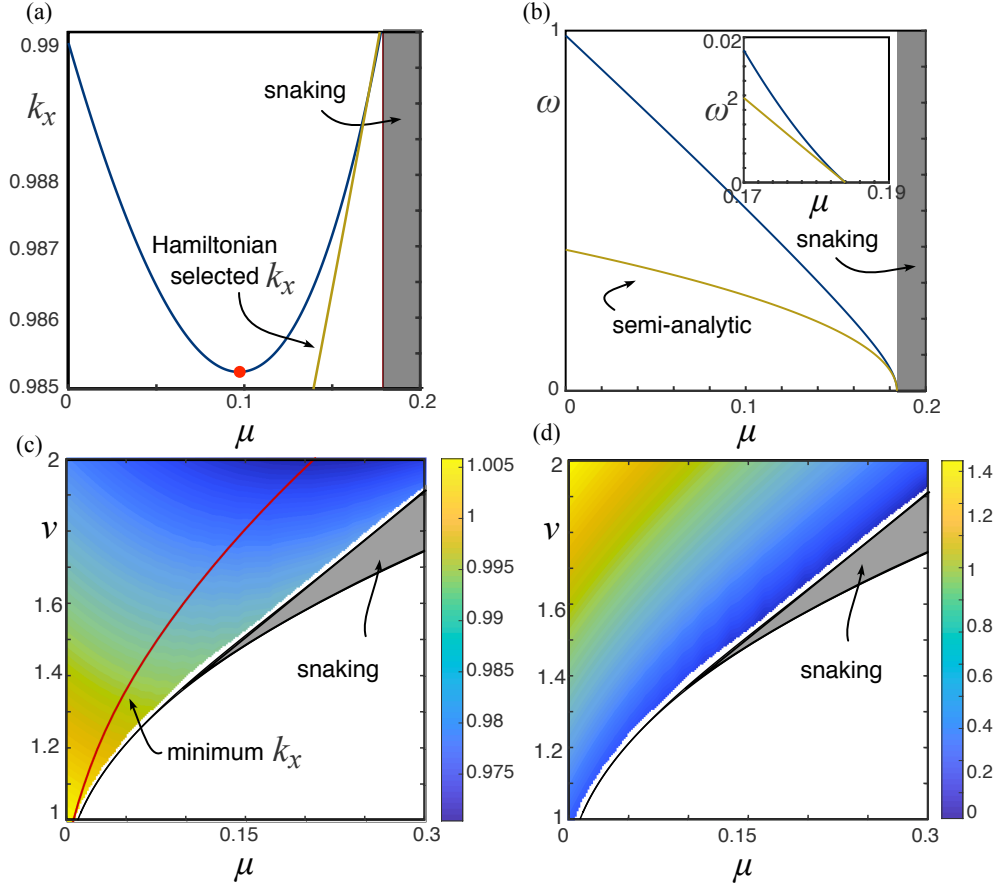 (a)
0.99
k_x
0.988
0.987
0.986
0.985
snaking
Hamiltonian
selected k_x
0
0.1
0.2
μ
(b)
1
ω
0
0.02
ω
2
0
0.17
0.19
μ
snaking
semi-analytic
0
0.1
0.2
μ
(c)
2
ν
1.6
1.4
1.2
1
snaking
minimum k_x
0
0.15
0.3
μ
1.005
1
0.995
0.99
0.985
0.98
0.975
(d)
2
ν
1.6
1.4
1.2
1
snaking
0
0.15
0.3
μ
1.4
1.2
1
0.8
0.6
0.4
0.2
0